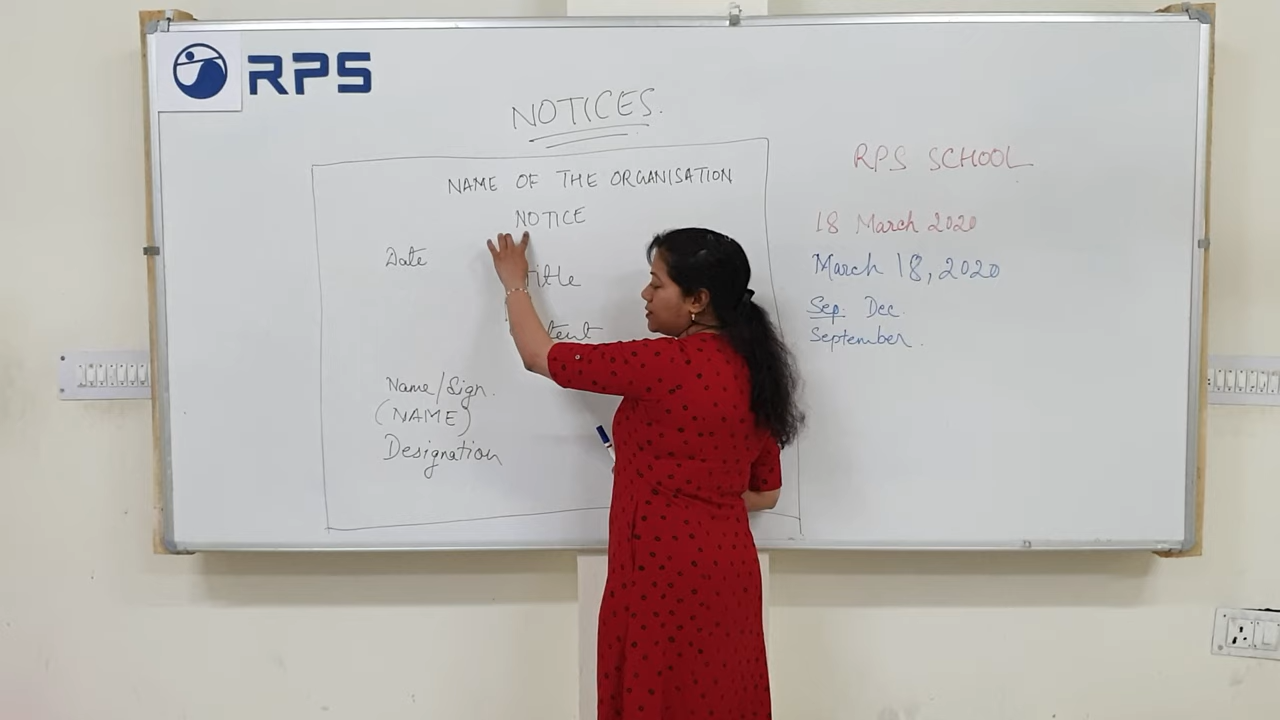 RPS
NOTICES.
NAME OF THE ORGANISATION
NOTICE
Date
Title
Name/Sign.
(NAME)
Designation
RPS SCHOOL
18 March 2020
March 18, 2020
Sep. Dec.
September.